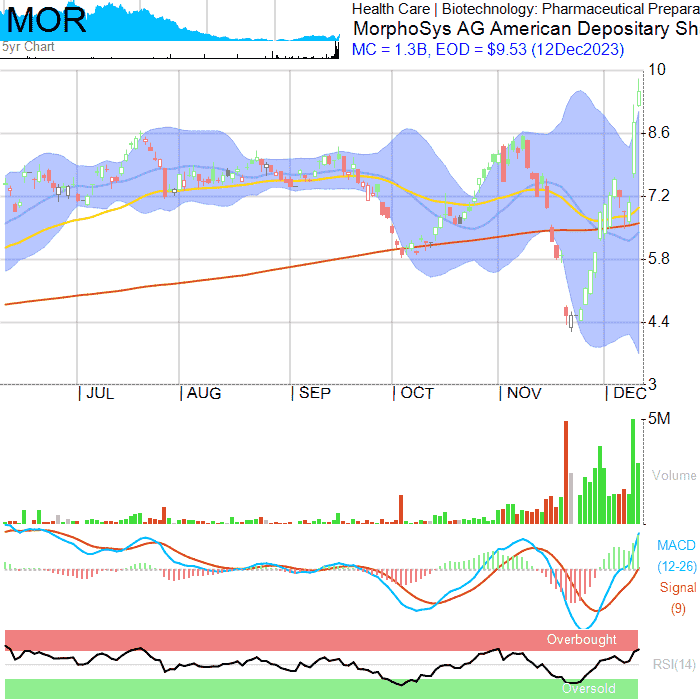 MOR
5yr Chart
Health Care | Biotechnology: Pharmaceutical Prepara
MorphoSys AG American Depositary Sh
MC = 1.3B, EOD = $9.53 (12Dec2023)
10
8.6
7.2
5.8
4.4
3
| JUL
| AUG
| SEP
| OCT
| NOV
| DEC
5M
Volume
MACD
(12-26)
Signal
(9)
Overbought
RSI(14)
Oversold